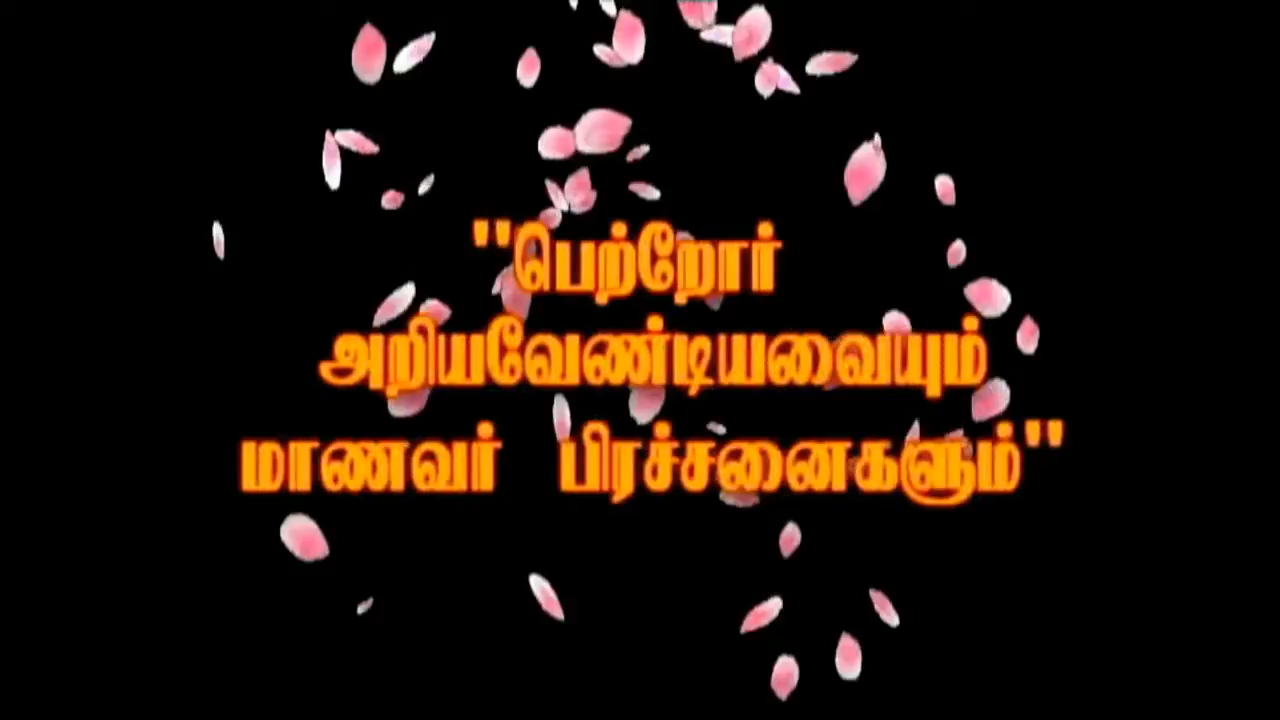 "பெற்றோர்
அறியவேண்டியவையும்
மாணவர் பிரச்சனைகளும்"